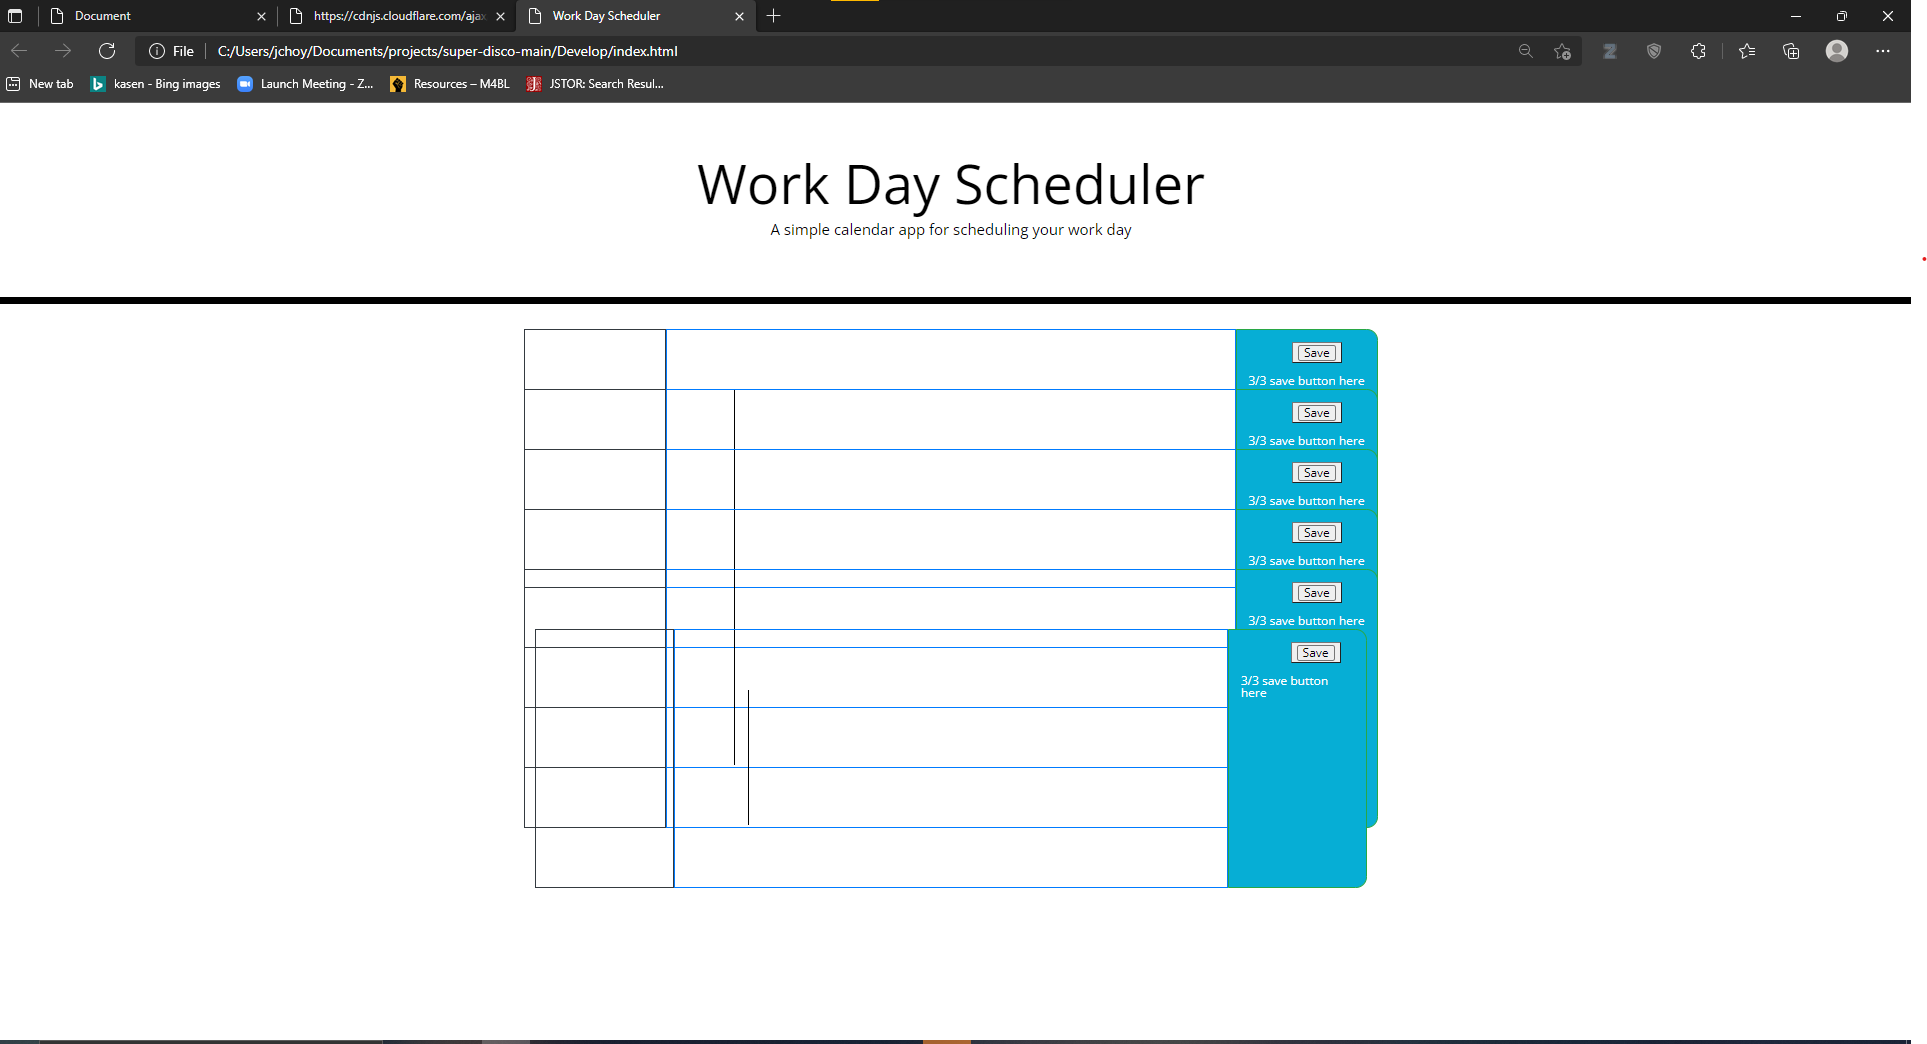 Document
https://cdnjs.cloudflare.com/ajax
Work Day Scheduler
File
C:/Users/jchoy/Documents/projects/super-disco-main/Develop/index.html
New tab
kasen - Bing images
Launch Meeting - Z...
Resources – M4BL
JSTOR: Search Resul...
Work Day Scheduler
A simple calendar app for scheduling your work day
Save
3/3 save button here
Save
3/3 save button here
Save
3/3 save button here
Save
3/3 save button here
Save
3/3 save button here
Save
3/3 save button
here